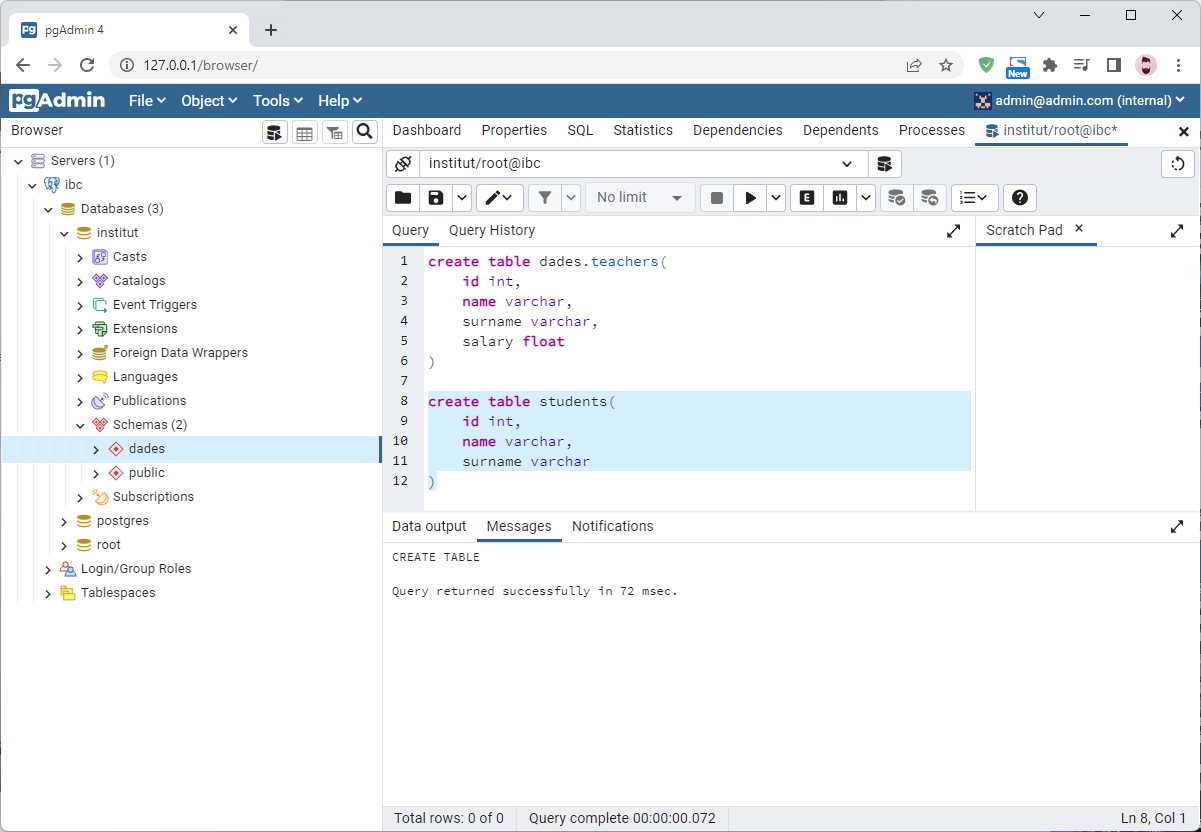 pg pgAdmin 4
127.0.0.1/browser/
New
pgAdmin File Object Tools Help admin@admin.com (internal)
Browser
Dashboard Properties SQL Statistics Dependencies Dependents Processes institut/root@ibc*
Servers (1)
ibc
Databases (3)
institut
Casts
Catalogs
Event Triggers
Extensions
Foreign Data Wrappers
Languages
Publications
Schemas (2)
dades
public
Subscriptions
postgres
root
Login/Group Roles
Tablespaces
institut/root@ibc
No limit E
Query Query History
Scratch Pad
1 create table dades.teachers(
2 id int,
3 name varchar,
4 surname varchar,
5 salary float
6 )
7
8 create table students(
9 id int,
10 name varchar,
11 surname varchar
12 )
Data output Messages Notifications
CREATE TABLE
Query returned successfully in 72 msec.
Total rows: 0 of 0 Query complete 00:00:00.072 Ln 8, Col 1